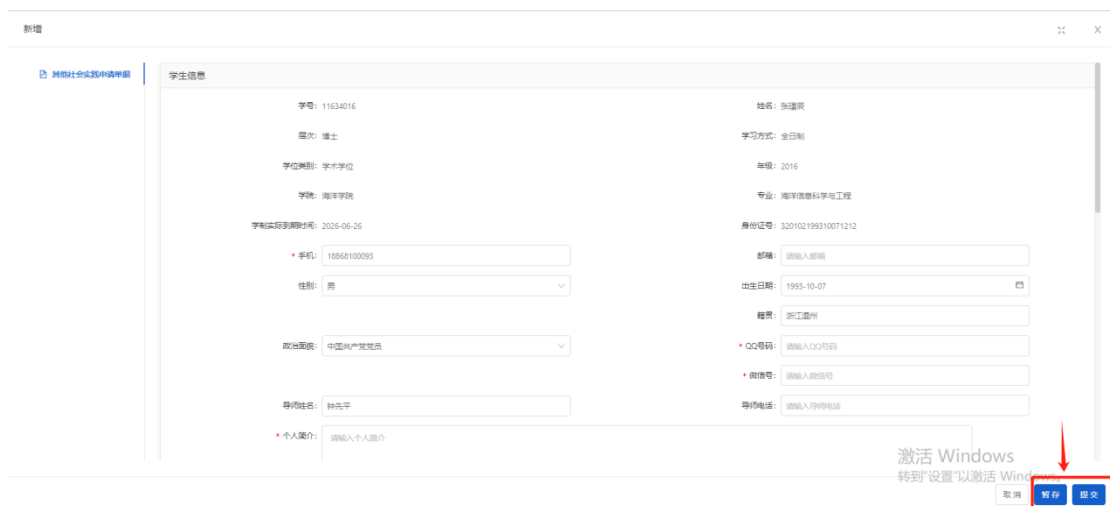 新增
其他社会实践申请单据
学生信息
学号: 11634016 姓名: 张瑾宸
层次: 博士 学习方式: 全日制
学位类别: 学术学位 年级: 2016
学院: 海洋学院 专业: 海洋信息科学与工程
学制实际到期时间: 2026-06-26 身份证号: 320102199310071212
* 手机: 18868100093 邮箱: 请输入邮箱
性别: 男 出生日期: 1993-10-07
籍贯: 浙江温州
政治面貌: 中国共产党党员 * QQ号码: 请输入QQ号码
* 微信号: 请输入微信号
导师姓名: 钟先平 导师电话: 请输入导师电话
* 个人简介: 请输入个人简介
激活 Windows
转到"设置"以激活 Windows。
取消 暂存 提交